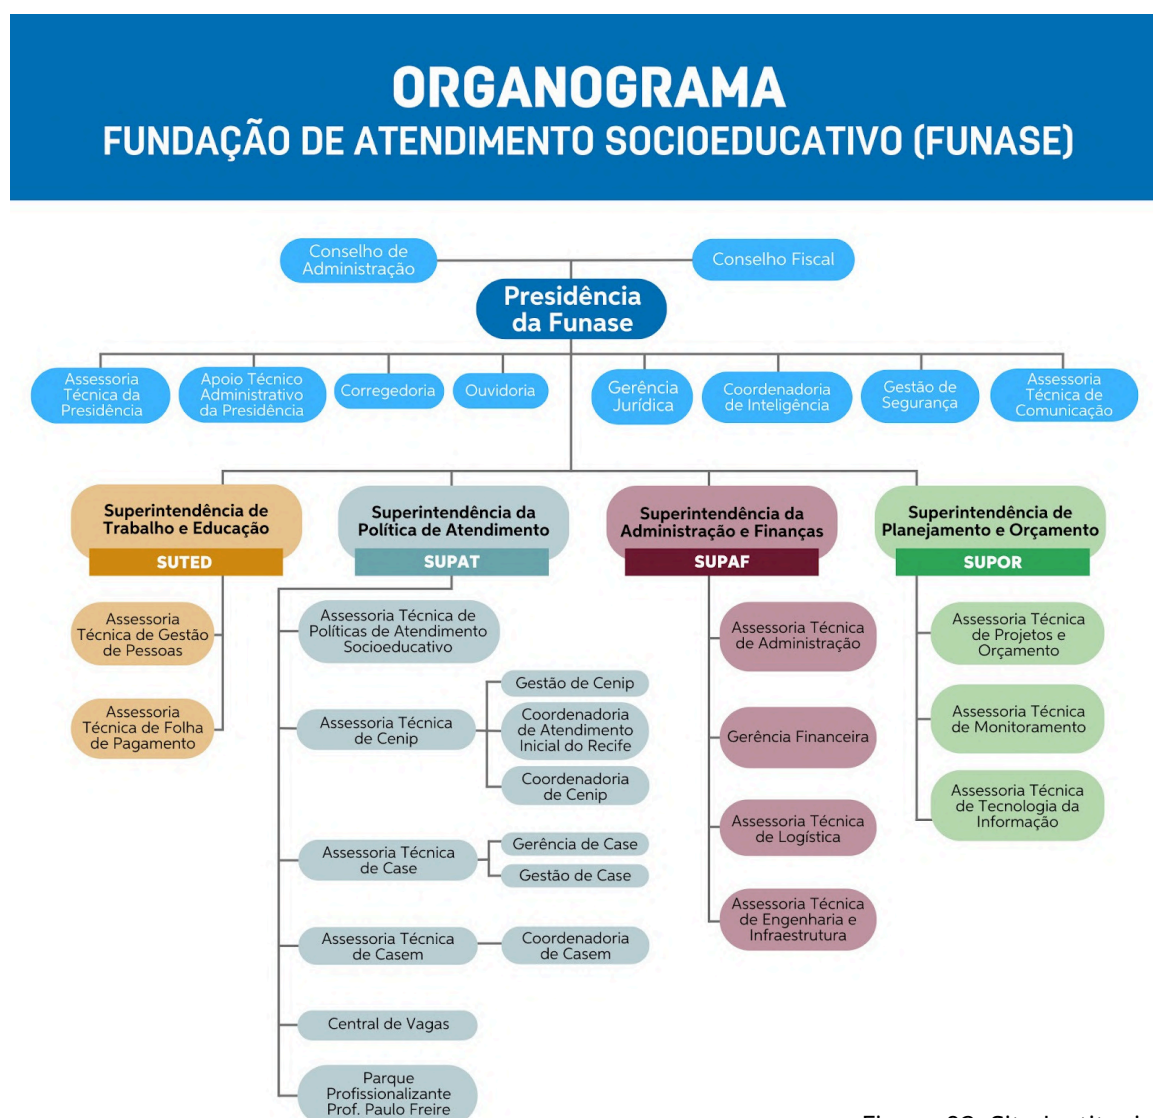 ORGANOGRAMA
FUNDAÇÃO DE ATENDIMENTO SOCIOEDUCATIVO (FUNASE)
Conselho de
Administração
Conselho Fiscal
Presidência
da Funase
Assessoria
Técnica da
Presidência
Apoio Técnico
Administrativo
da Presidência
Corregedoria
Ouvidoria
Gerência
Jurídica
Coordenadoria
de Inteligência
Gestão de
Segurança
Assessoria
Técnica de
Comunicação
Superintendência de
Trabalho e Educação
SUTED
Assessoria
Técnica de Gestão
de Pessoas
Assessoria
Técnica de Folha
de Pagamento
Superintendência da
Política de Atendimento
SUPAT
Assessoria Técnica de
Políticas de Atendimento
Socioeducativo
Assessoria Técnica
de Cenip
Gestão de Cenip
Coordenadoria
de Atendimento
Inicial do Recife
Coordenadoria
de Cenip
Assessoria Técnica
de Case
Gerência de Case
Gestão de Case
Assessoria Técnica
de Casem
Coordenadoria
de Casem
Central de Vagas
Parque
Profissionalizante
Prof. Paulo Freire
Superintendência da
Administração e Finanças
SUPAF
Assessoria Técnica
de Administração
Gerência Financeira
Assessoria Técnica
de Logística
Assessoria Técnica
de Engenharia e
Infraestrutura
Superintendência de
Planejamento e Orçamento
SUPOR
Assessoria Técnica
de Projetos e
Orçamento
Assessoria Técnica
de Monitoramento
Assessoria Técnica
de Tecnologia da
Informação